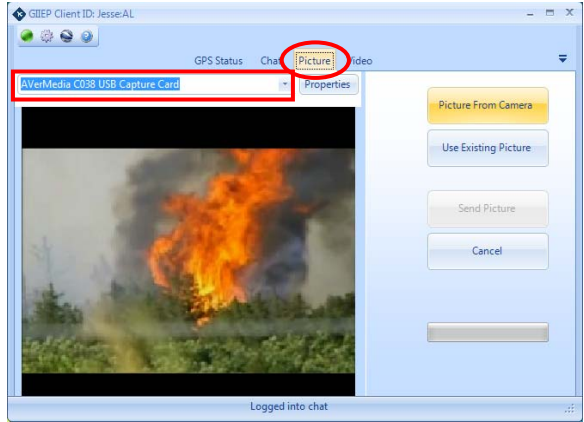 GIIEP Client ID: Jesse:AL
GPS Status Chat Picture Video
AVerMedia C038 USB Capture Card Properties
Picture From Camera
Use Existing Picture
Send Picture
Cancel
Logged into chat